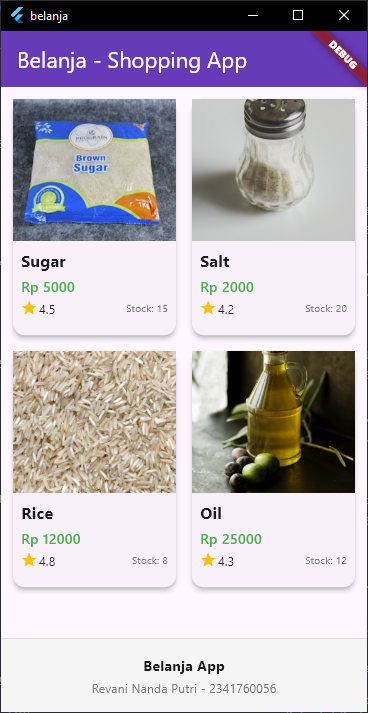 belanja
Belanja - Shopping App
DEBUG
Brown
Sugar
Sugar
Rp 5000
4.5 Stock: 15
Salt
Rp 2000
4.2 Stock: 20
Rice
Rp 12000
4.8 Stock: 8
Oil
Rp 25000
4.3 Stock: 12
Belanja App
Revani Nanda Putri - 2341760056